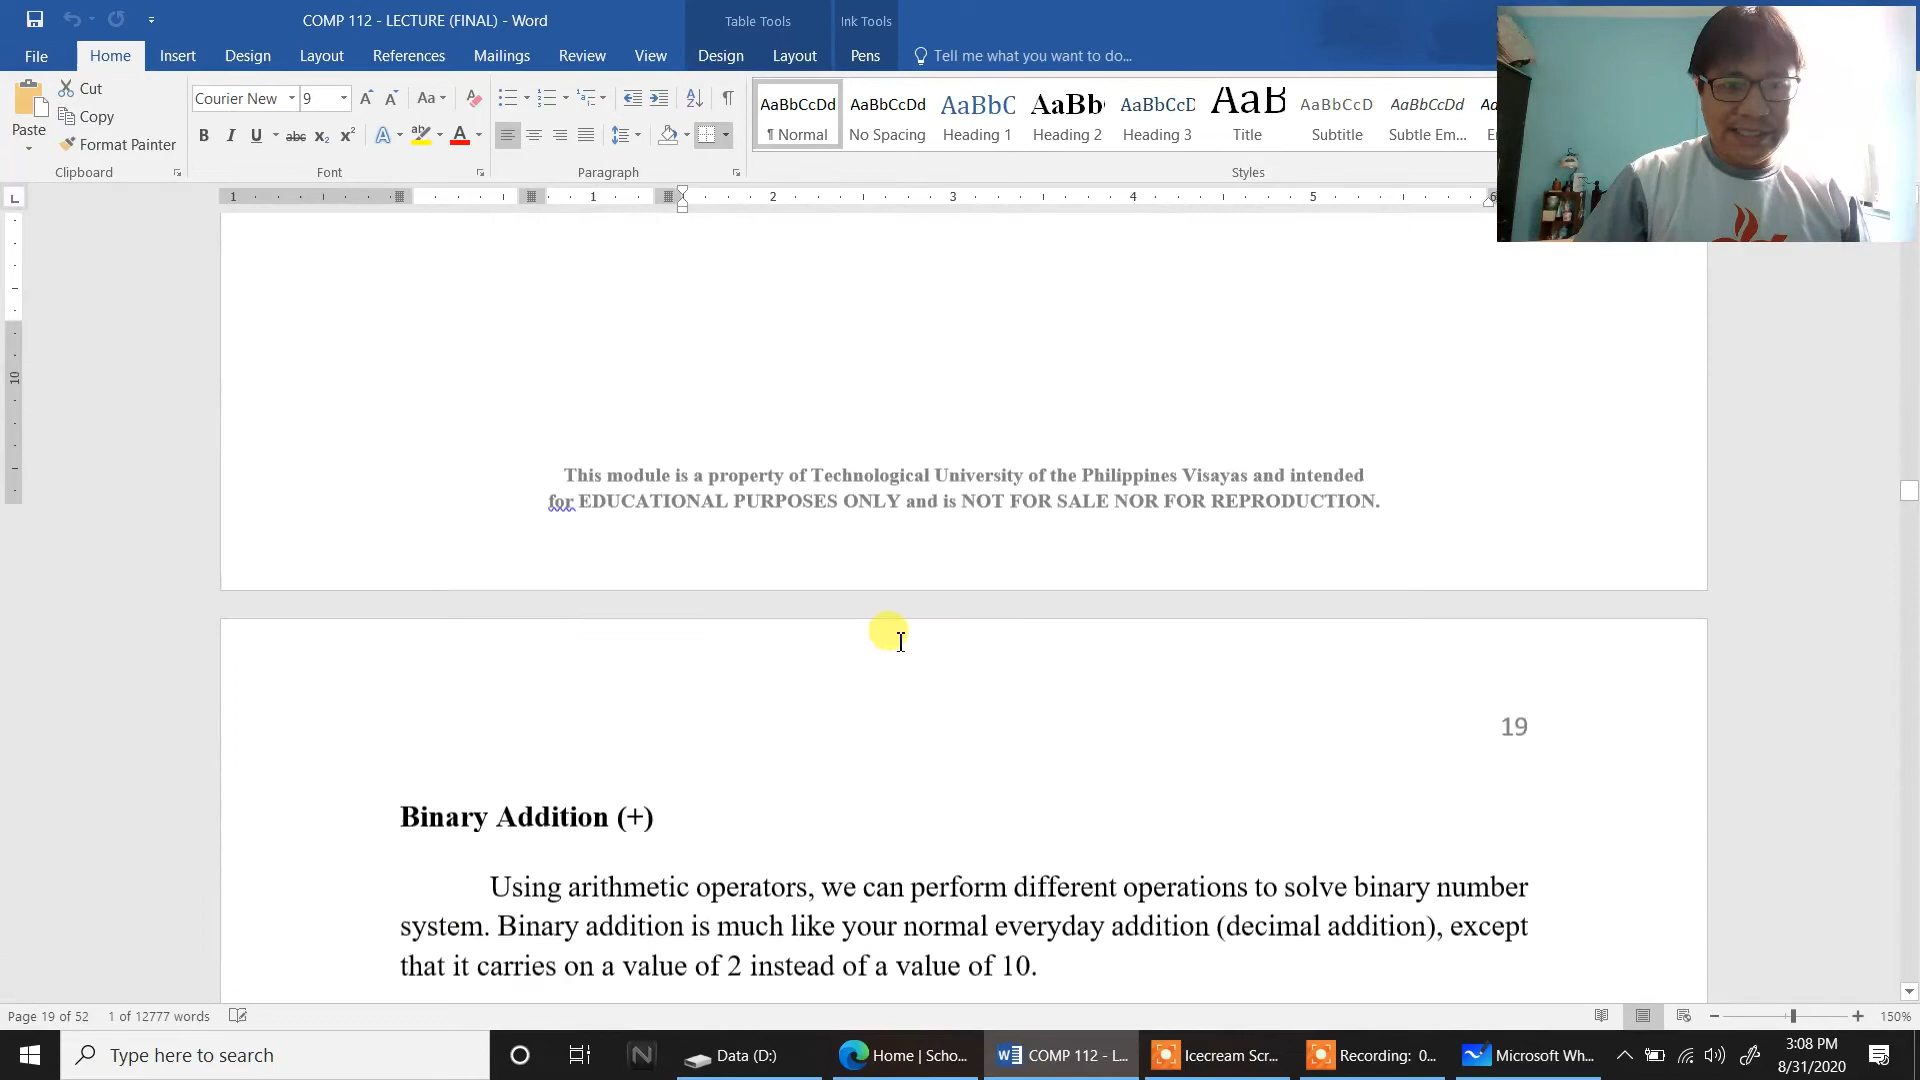 COMP 112 - LECTURE (FINAL) - Word
Table Tools
Ink Tools
File
Home
Insert
Design
Layout
References
Mailings
Review
View
Design
Layout
Pens
Tell me what you want to do...
Paste
Cut
Copy
Format Painter
Clipboard
Courier New
9
Font
Paragraph
AaBbCcDd
¶ Normal
AaBbCcDd
No Spacing
AaBbC
Heading 1
AaBb
Heading 2
AaBbCcD
Heading 3
AaB
Title
AaBbCcD
Subtitle
AaBbCcDd
Subtle Em...
Styles
1 1 2 3 4 5 6
10
This module is a property of Technological University of the Philippines Visayas and intended
for EDUCATIONAL PURPOSES ONLY and is NOT FOR SALE NOR FOR REPRODUCTION.
19
Binary Addition (+)
Using arithmetic operators, we can perform different operations to solve binary number
system. Binary addition is much like your normal everyday addition (decimal addition), except
that it carries on a value of 2 instead of a value of 10.
Page 19 of 52
1 of 12777 words
150%
Type here to search
Data (D:)
Home | Scho...
COMP 112 - L...
Icecream Scr...
Recording: 0...
Microsoft Wh...
3:08 PM
8/31/2020